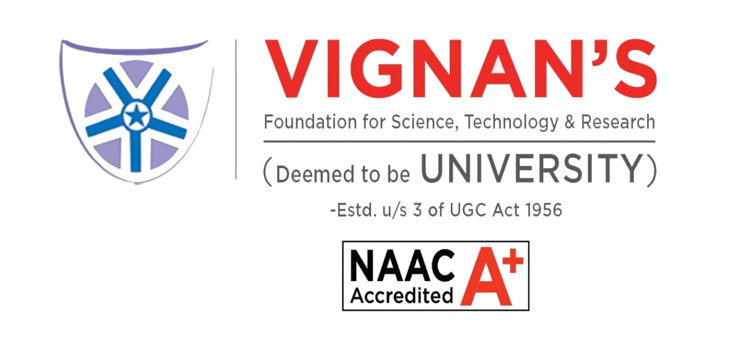 VIGNAN'S
Foundation for Science, Technology & Research
(Deemed to be UNIVERSITY)
-Estd. u/s 3 of UGC Act 1956
NAAC A+
Accredited